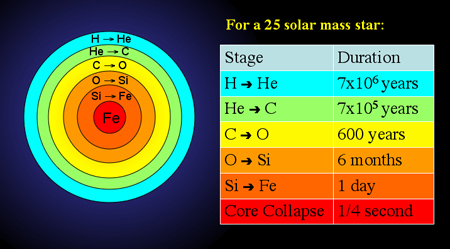 H → He
He → C
C → O
O → Si
Si → Fe
Fe
For a 25 solar mass star:
Stage Duration
H → He 7x10⁶ years
He → C 7x10⁵ years
C → O 600 years
O → Si 6 months
Si → Fe 1 day
Core Collapse 1/4 second